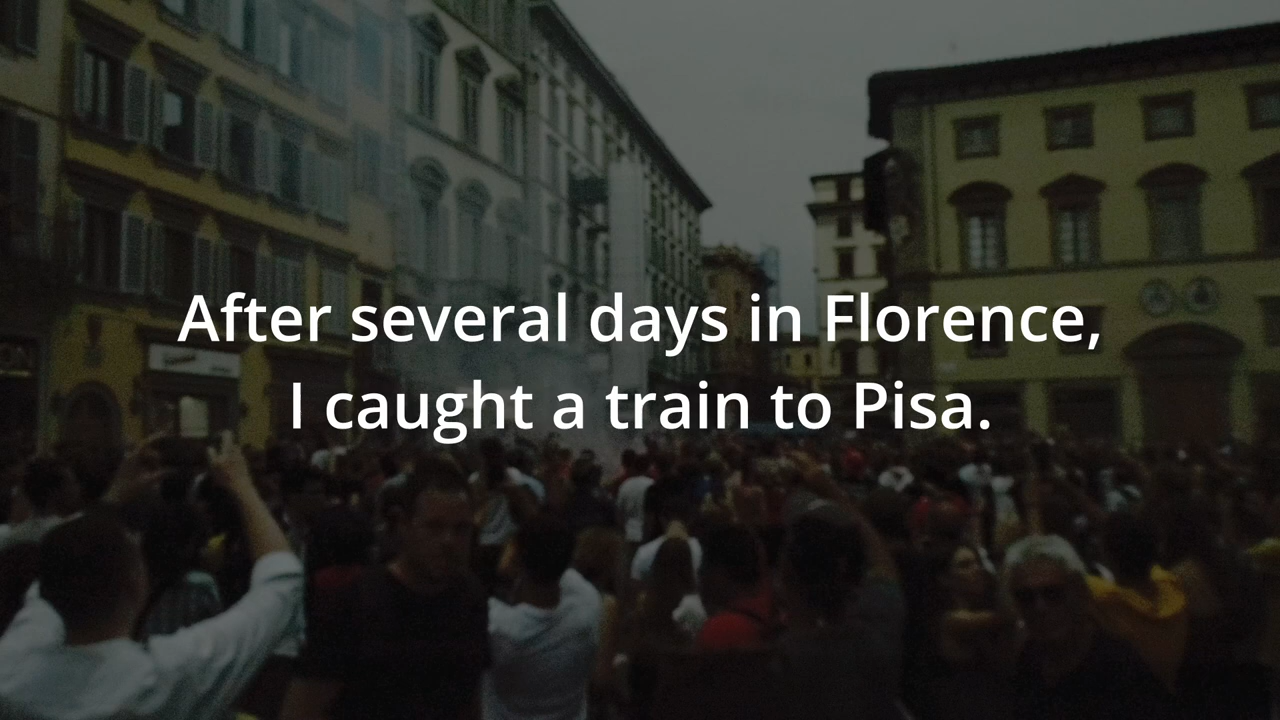 After several days in Florence,
I caught a train to Pisa.